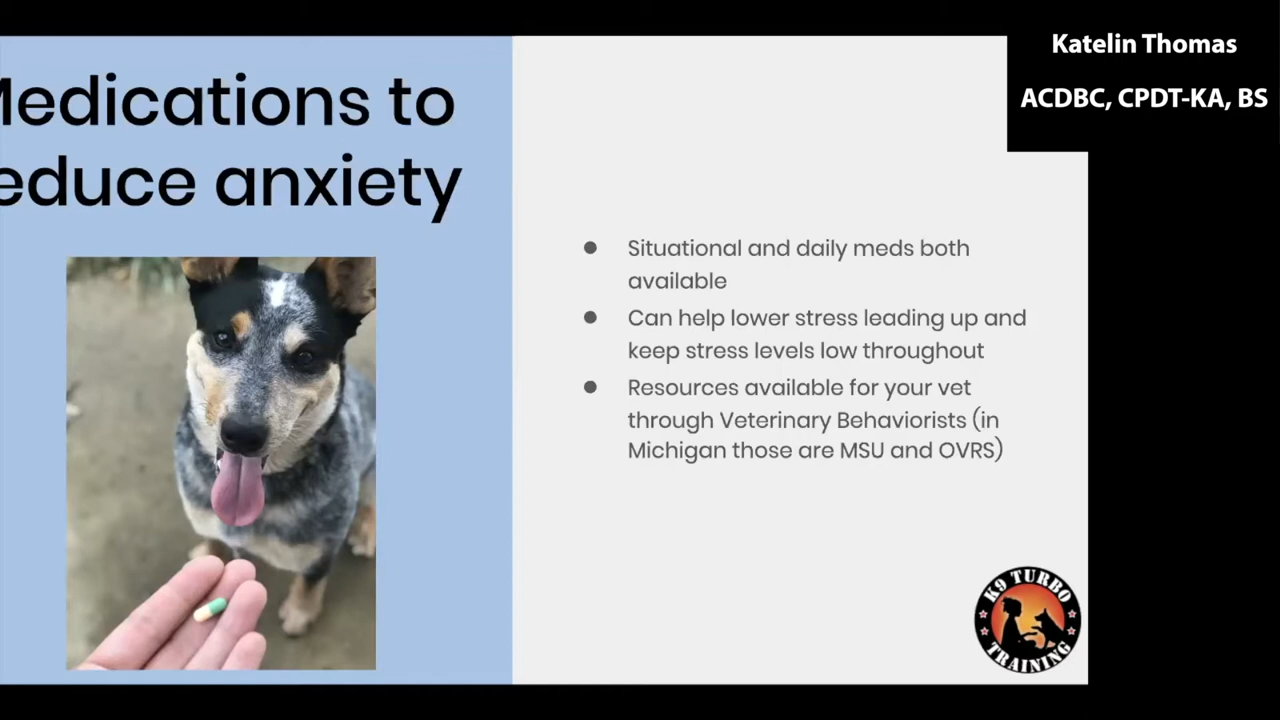 Katelin Thomas
ACDBC, CPDT-KA, BS
Medications to
educe anxiety
● Situational and daily meds both
available
● Can help lower stress leading up and
keep stress levels low throughout
● Resources available for your vet
through Veterinary Behaviorists (in
Michigan those are MSU and OVRS)
K9 TURBO
TRAINING